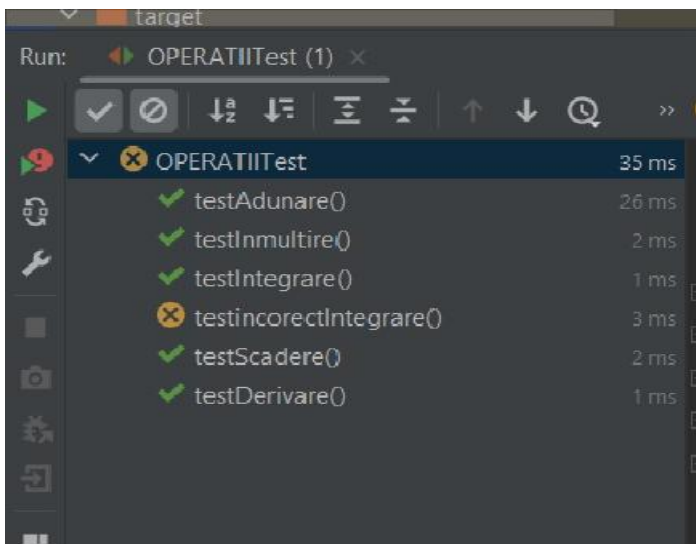 target
Run: OPERATIITest (1)
OPERATIITest 35 ms
testAdunare() 26 ms
testInmultire() 2 ms
testIntegrare() 1 ms
testincorectIntegrare() 3 ms
testScadere() 2 ms
testDerivare() 1 ms